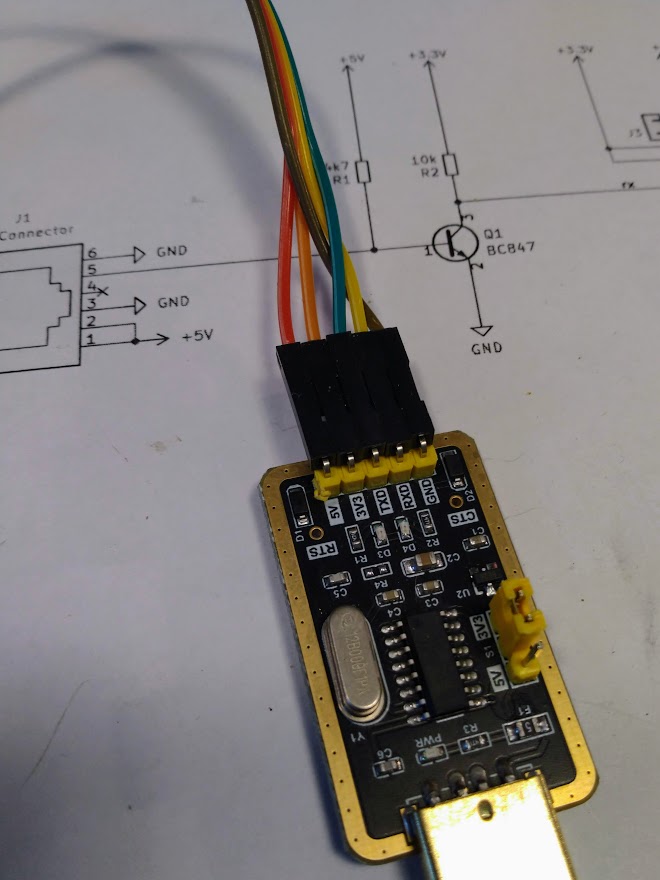 +5V
+3,3V
+3,3V
J3
4k7
R1
10k
R2
rx
J1
Connector
6
GND
5
4
3
GND
2
1
+5V
1
3
2
Q1
BC847
GND
5V
3V3
TXD
RXD
GND
D1
D2
RTS
CTS
R1
D3
D4
R2
C1
C5
R4
C2
C4
C3
U2
3V3
S1
5V
Y1
C6
PWR
R3
F1
5